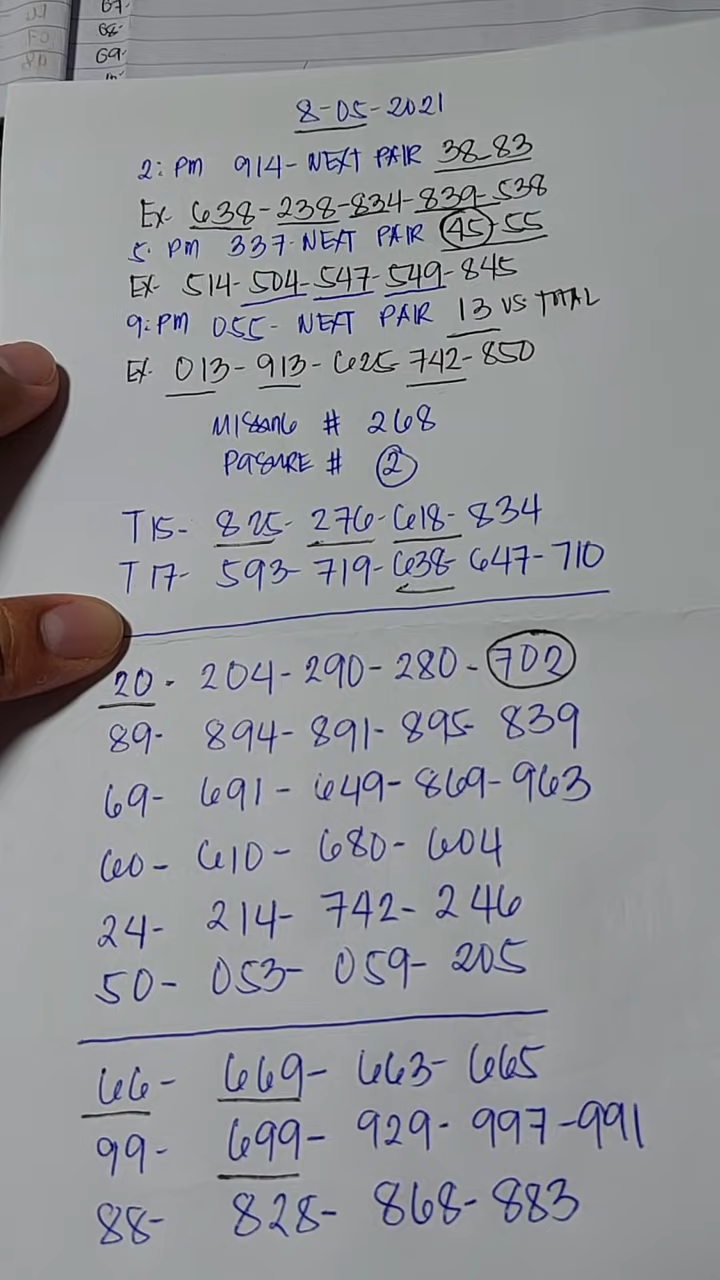 67-
68-
69-
8-05-2021
2:PM 914-NEXT PAIR 38-83
EX- 638-238-834-839-538
5:PM 337-NEXT PAIR 45-55
EX- 514-504-547-549-845
9:PM 055- NEXT PAIR 13 VS TOTAL
EX- 013-913-625-742-850
MISSING # 268
PASURE # 2
T15- 825- 276-618-834
T17- 593-719-638-647-710
20- 204-290-280-702
89- 894-891-895-839
69- 691-649-869-963
60- 610-680-604
24- 214-742-246
50- 053-059-205
66- 669-663-665
99- 699-929-997-991
88- 828-868-883